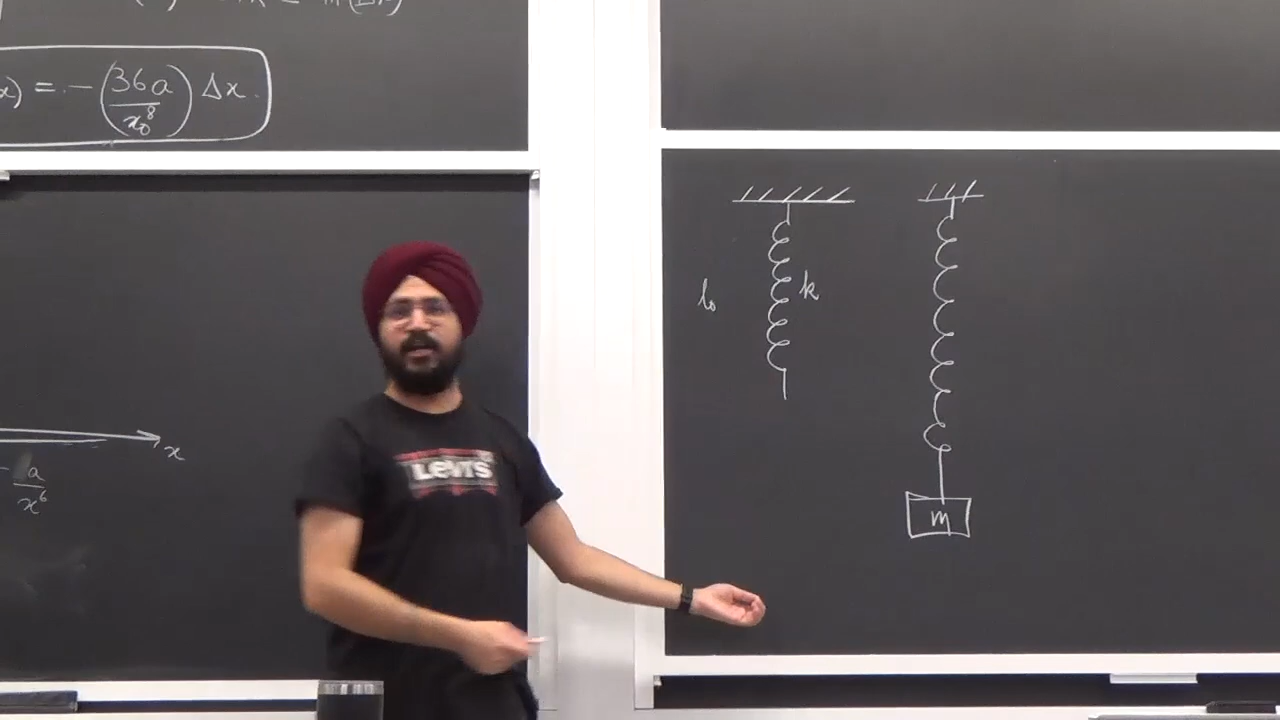 x) = -(36a/x₀⁸) Δx.
x
-a/x⁶
LEVI'S
l₀
k
m